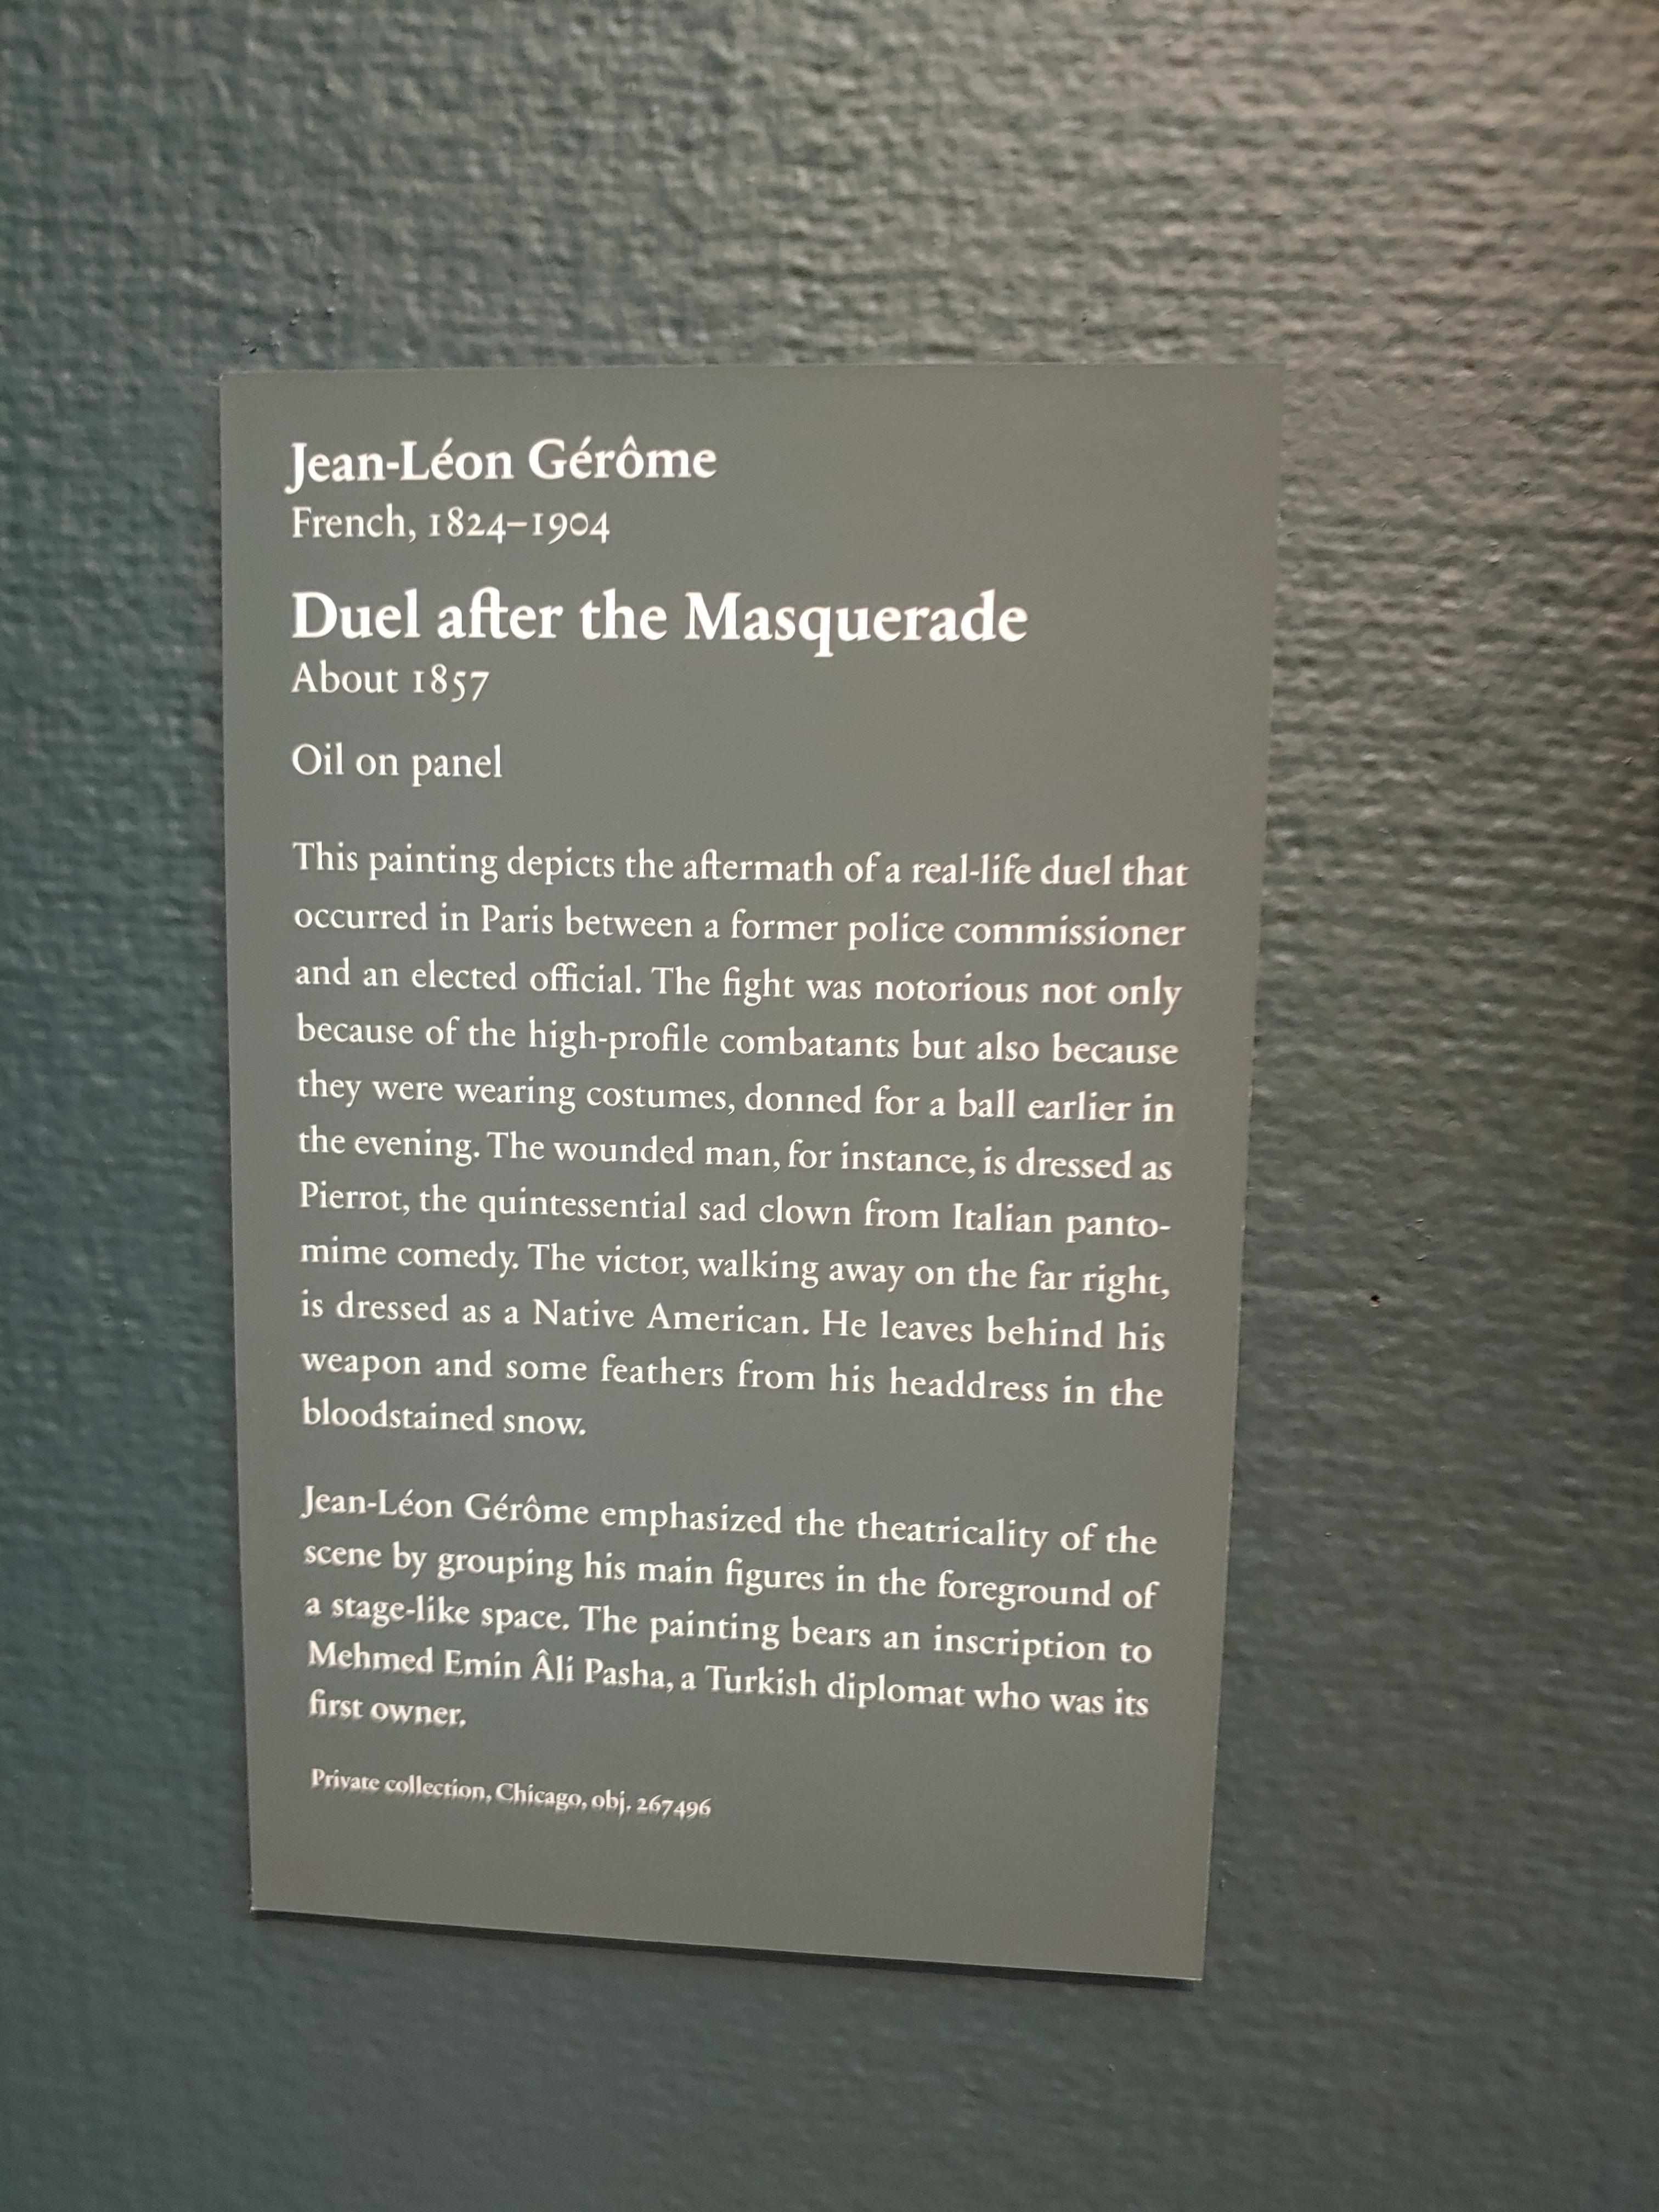 Jean-Léon Gérôme
French, 1824–1904
Duel after the Masquerade
About 1857
Oil on panel
This painting depicts the aftermath of a real-life duel that
occurred in Paris between a former police commissioner
and an elected official. The fight was notorious not only
because of the high-profile combatants but also because
they were wearing costumes, donned for a ball earlier in
the evening. The wounded man, for instance, is dressed as
Pierrot, the quintessential sad clown from Italian panto-
mime comedy. The victor, walking away on the far right,
is dressed as a Native American. He leaves behind his
weapon and some feathers from his headdress in the
bloodstained snow.
Jean-Léon Gérôme emphasized the theatricality of the
scene by grouping his main figures in the foreground of
a stage-like space. The painting bears an inscription to
Mehmed Emin Âli Pasha, a Turkish diplomat who was its
first owner.
Private collection, Chicago, obj. 267496